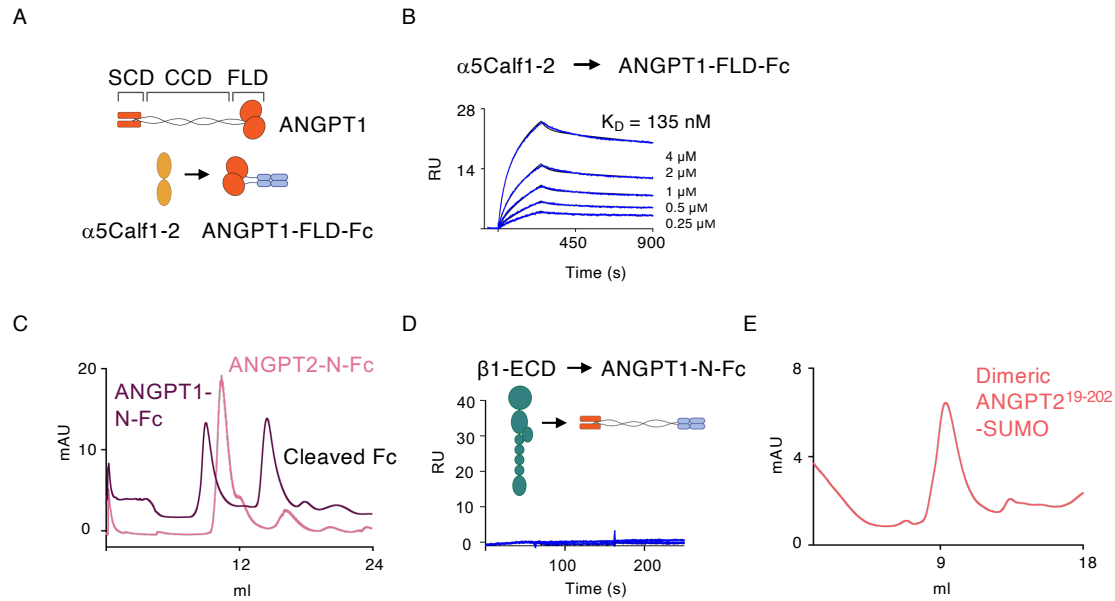 A
SCD CCD FLD
ANGPT1
α5Calf1-2 ANGPT1-FLD-Fc
B
α5Calf1-2 → ANGPT1-FLD-Fc
28
14
RU
K_D = 135 nM
4 µM
2 µM
1 µM
0.5 µM
0.25 µM
450 900
Time (s)
C
20
10
0
mAU
ANGPT2-N-Fc
ANGPT1-
N-Fc
Cleaved Fc
12 24
ml
D
β1-ECD → ANGPT1-N-Fc
40
30
20
10
0
RU
100 200
Time (s)
E
8
4
0
mAU
Dimeric
ANGPT2¹⁹⁻²⁰²
-SUMO
9 18
ml